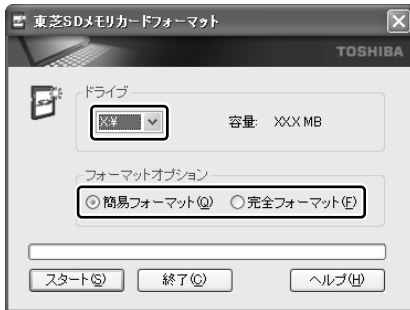 東芝SDメモリカードフォーマット
TOSHIBA
ドライブ
X:¥ 容量: XXX MB
フォーマットオプション
簡易フォーマット(Q) 完全フォーマット(F)
スタート(S) 終了(C) ヘルプ(H)